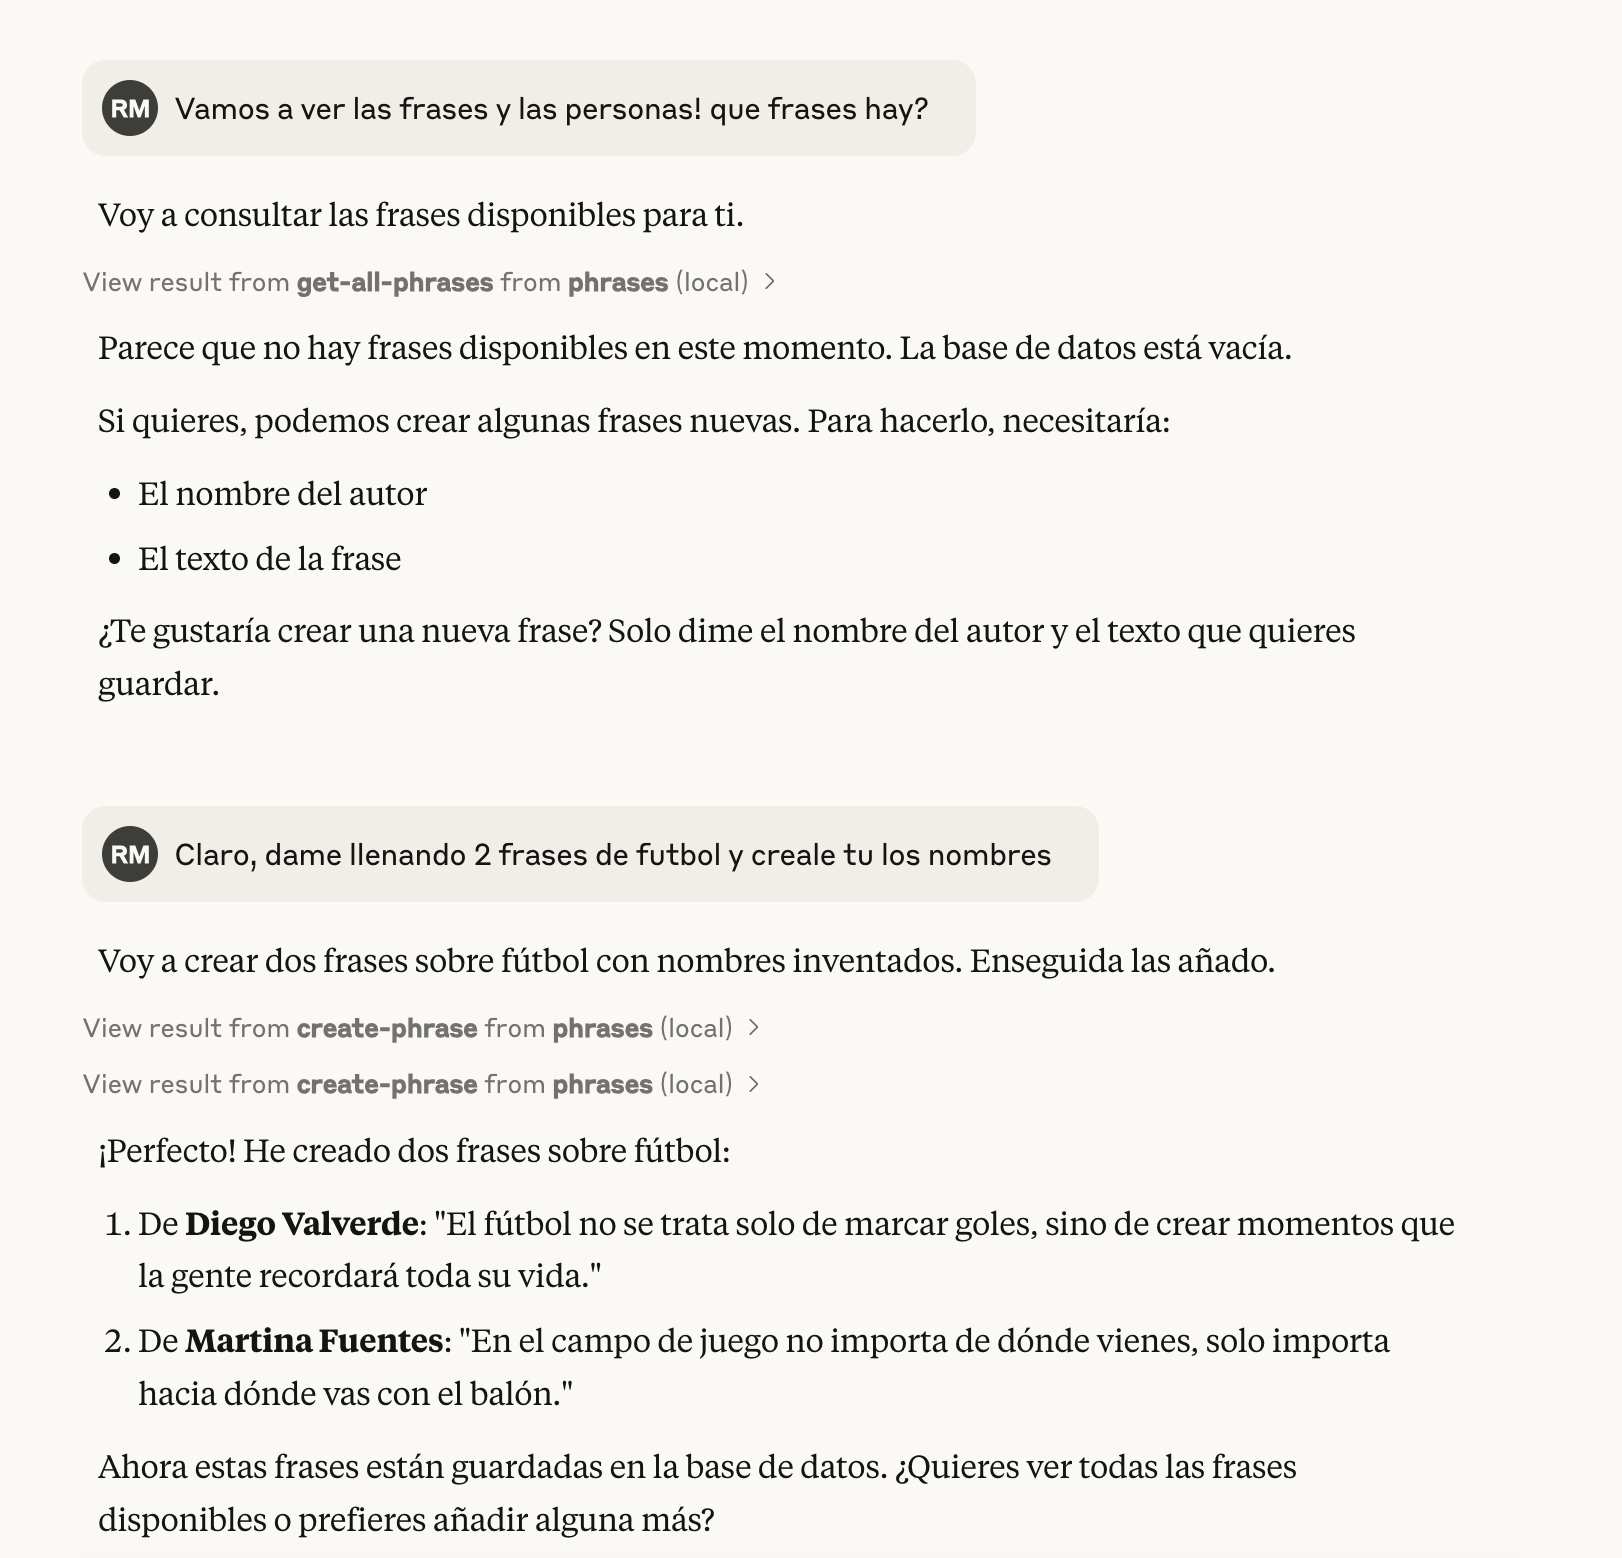 RM Vamos a ver las frases y las personas! que frases hay?
Voy a consultar las frases disponibles para ti.
View result from get-all-phrases from phrases (local) >
Parece que no hay frases disponibles en este momento. La base de datos está vacía.
Si quieres, podemos crear algunas frases nuevas. Para hacerlo, necesitaría:
• El nombre del autor
• El texto de la frase
¿Te gustaría crear una nueva frase? Solo dime el nombre del autor y el texto que quieres
guardar.
RM Claro, dame llenando 2 frases de futbol y creale tu los nombres
Voy a crear dos frases sobre fútbol con nombres inventados. Enseguida las añado.
View result from create-phrase from phrases (local) >
View result from create-phrase from phrases (local) >
¡Perfecto! He creado dos frases sobre fútbol:
1. De Diego Valverde: "El fútbol no se trata solo de marcar goles, sino de crear momentos que
la gente recordará toda su vida."
2. De Martina Fuentes: "En el campo de juego no importa de dónde vienes, solo importa
hacia dónde vas con el balón."
Ahora estas frases están guardadas en la base de datos. ¿Quieres ver todas las frases
disponibles o prefieres añadir alguna más?